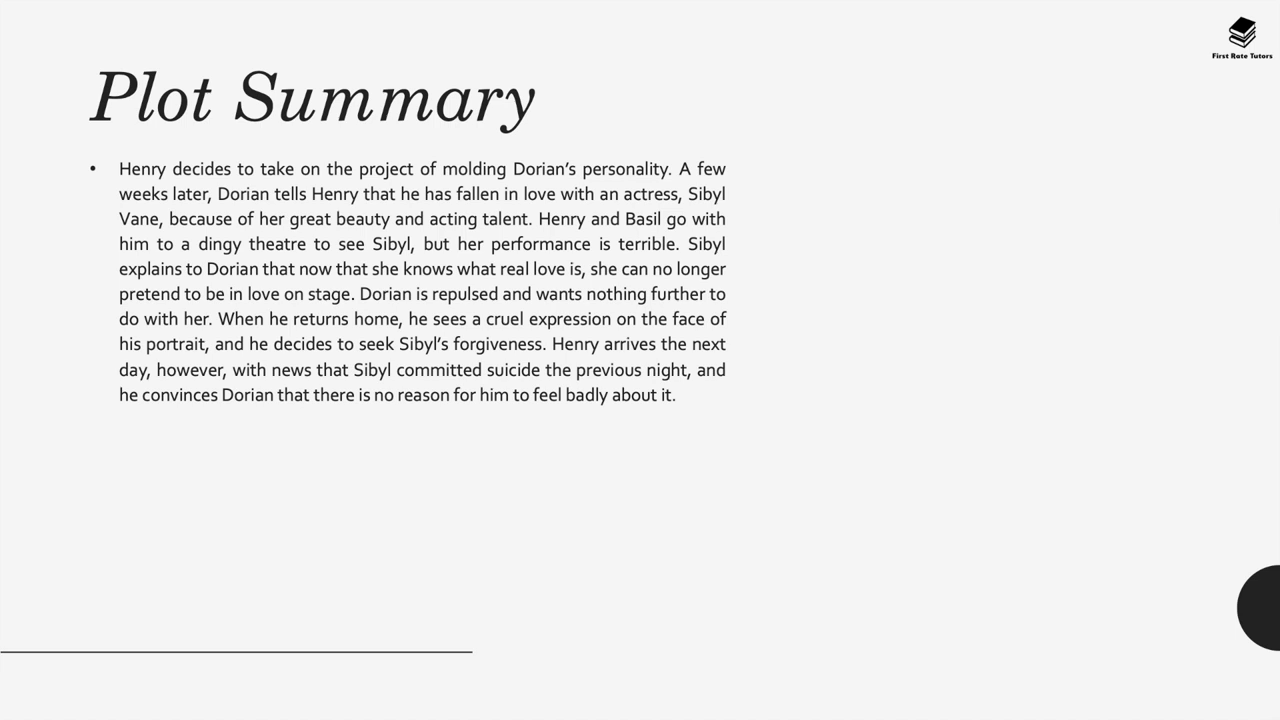 First Rate Tutors
Plot Summary
• Henry decides to take on the project of molding Dorian’s personality. A few
weeks later, Dorian tells Henry that he has fallen in love with an actress, Sibyl
Vane, because of her great beauty and acting talent. Henry and Basil go with
him to a dingy theatre to see Sibyl, but her performance is terrible. Sibyl
explains to Dorian that now that she knows what real love is, she can no longer
pretend to be in love on stage. Dorian is repulsed and wants nothing further to
do with her. When he returns home, he sees a cruel expression on the face of
his portrait, and he decides to seek Sibyl’s forgiveness. Henry arrives the next
day, however, with news that Sibyl committed suicide the previous night, and
he convinces Dorian that there is no reason for him to feel badly about it.